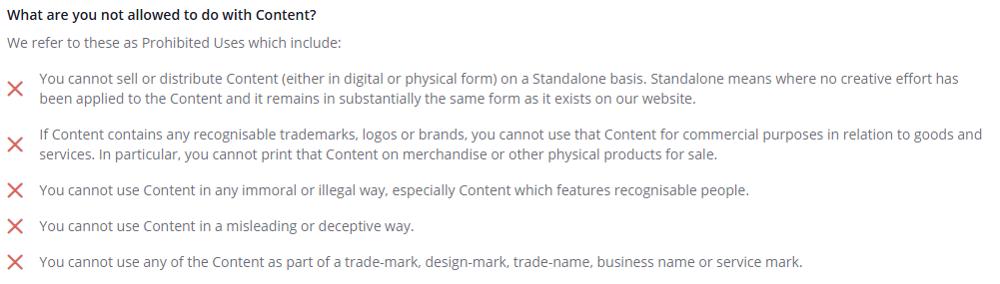 What are you not allowed to do with Content?
We refer to these as Prohibited Uses which include:
You cannot sell or distribute Content (either in digital or physical form) on a Standalone basis. Standalone means where no creative effort has
been applied to the Content and it remains in substantially the same form as it exists on our website.
If Content contains any recognisable trademarks, logos or brands, you cannot use that Content for commercial purposes in relation to goods and
services. In particular, you cannot print that Content on merchandise or other physical products for sale.
You cannot use Content in any immoral or illegal way, especially Content which features recognisable people.
You cannot use Content in a misleading or deceptive way.
You cannot use any of the Content as part of a trade-mark, design-mark, trade-name, business name or service mark.